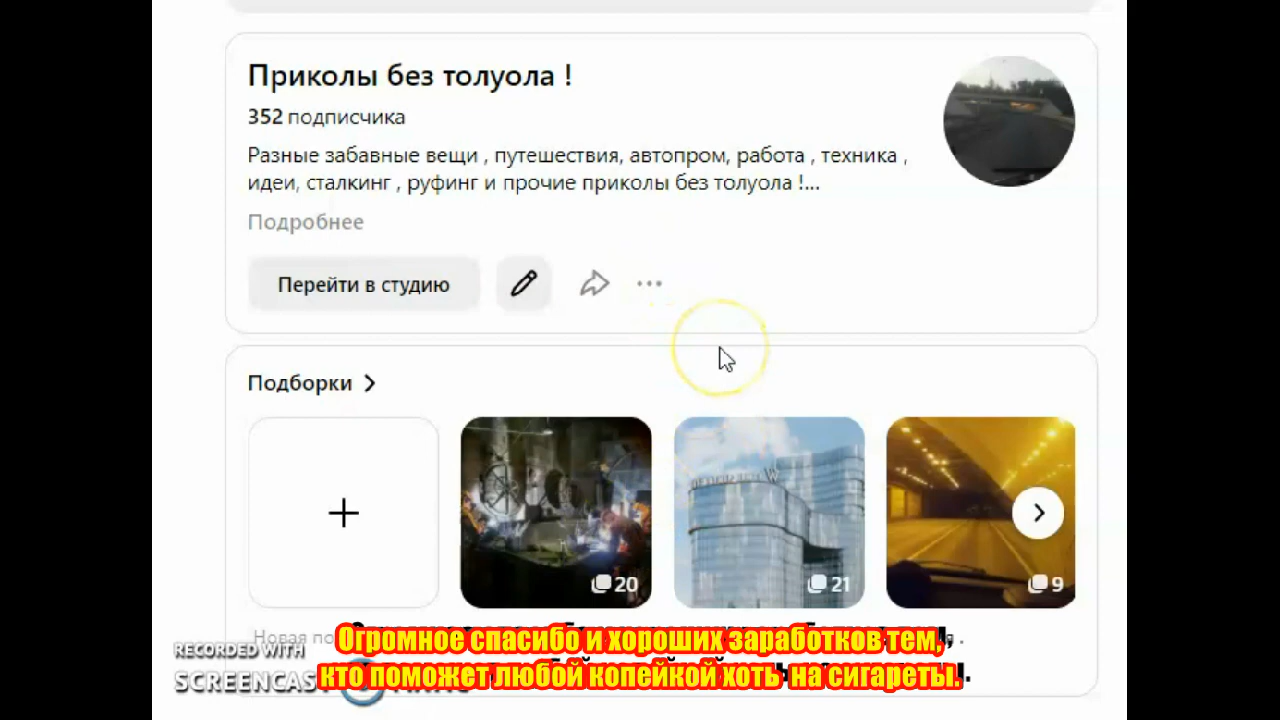 Приколы без толуола !
352 подписчика
Разные забавные вещи , путешествия, автопром, работа , техника ,
идеи, сталкинг , руфинг и прочие приколы без толуола !...
Подробнее
Перейти в студию
Подборки
20
21
9
Новая
Огромное спасибо и хороших заработков тем,
кто поможет любой копейкой хоть на сигареты.
RECORDED WITH